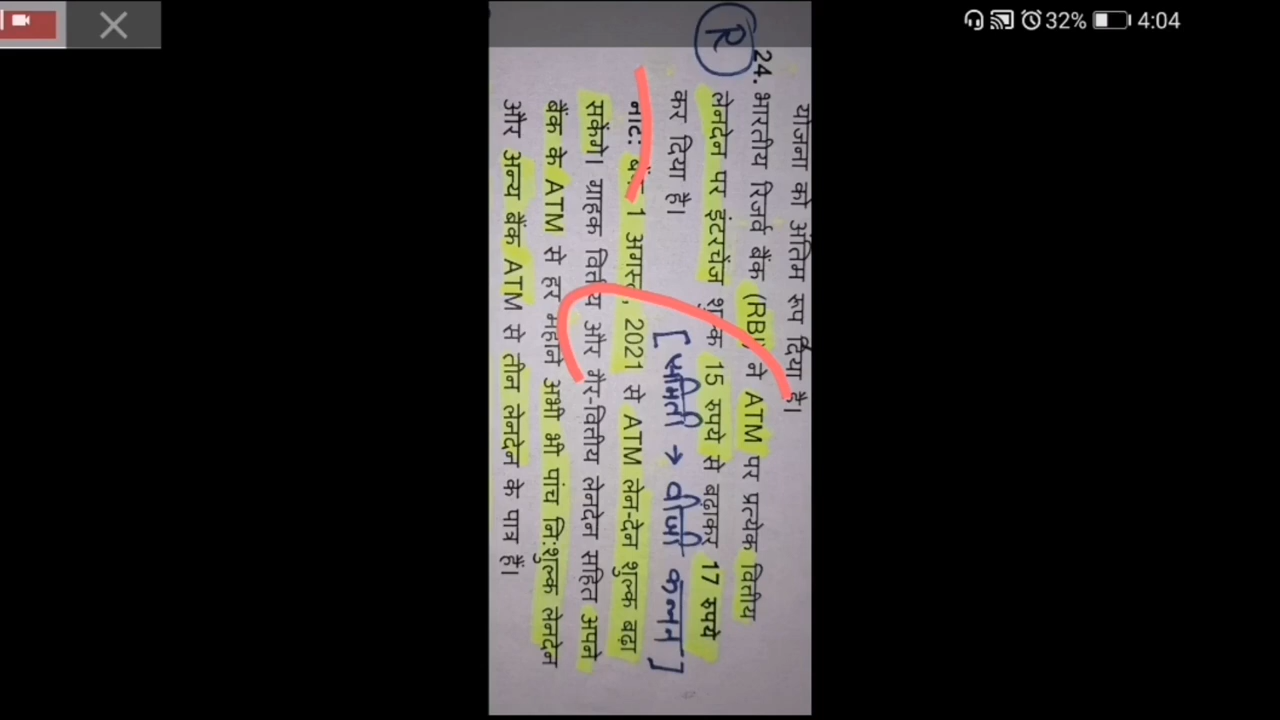 32% 4:04
योजना को अंतिम रूप दिया है।
R
24. भारतीय रिजर्व बैंक (RBI) ने ATM पर प्रत्येक वित्तीय
लेनदेन पर इंटरचेंज शुल्क 15 रुपये से बढ़ाकर 17 रुपये
कर दिया है।
[समिती → वीजी कन्नन]
नोट: बैंक 1 अगस्त, 2021 से ATM लेन-देन शुल्क बढ़ा
सकेंगे। ग्राहक वित्तीय और गैर-वित्तीय लेनदेन सहित अपने
बैंक के ATM से हर महीने अभी भी पांच नि:शुल्क लेनदेन
और अन्य बैंक ATM से तीन लेनदेन के पात्र हैं।